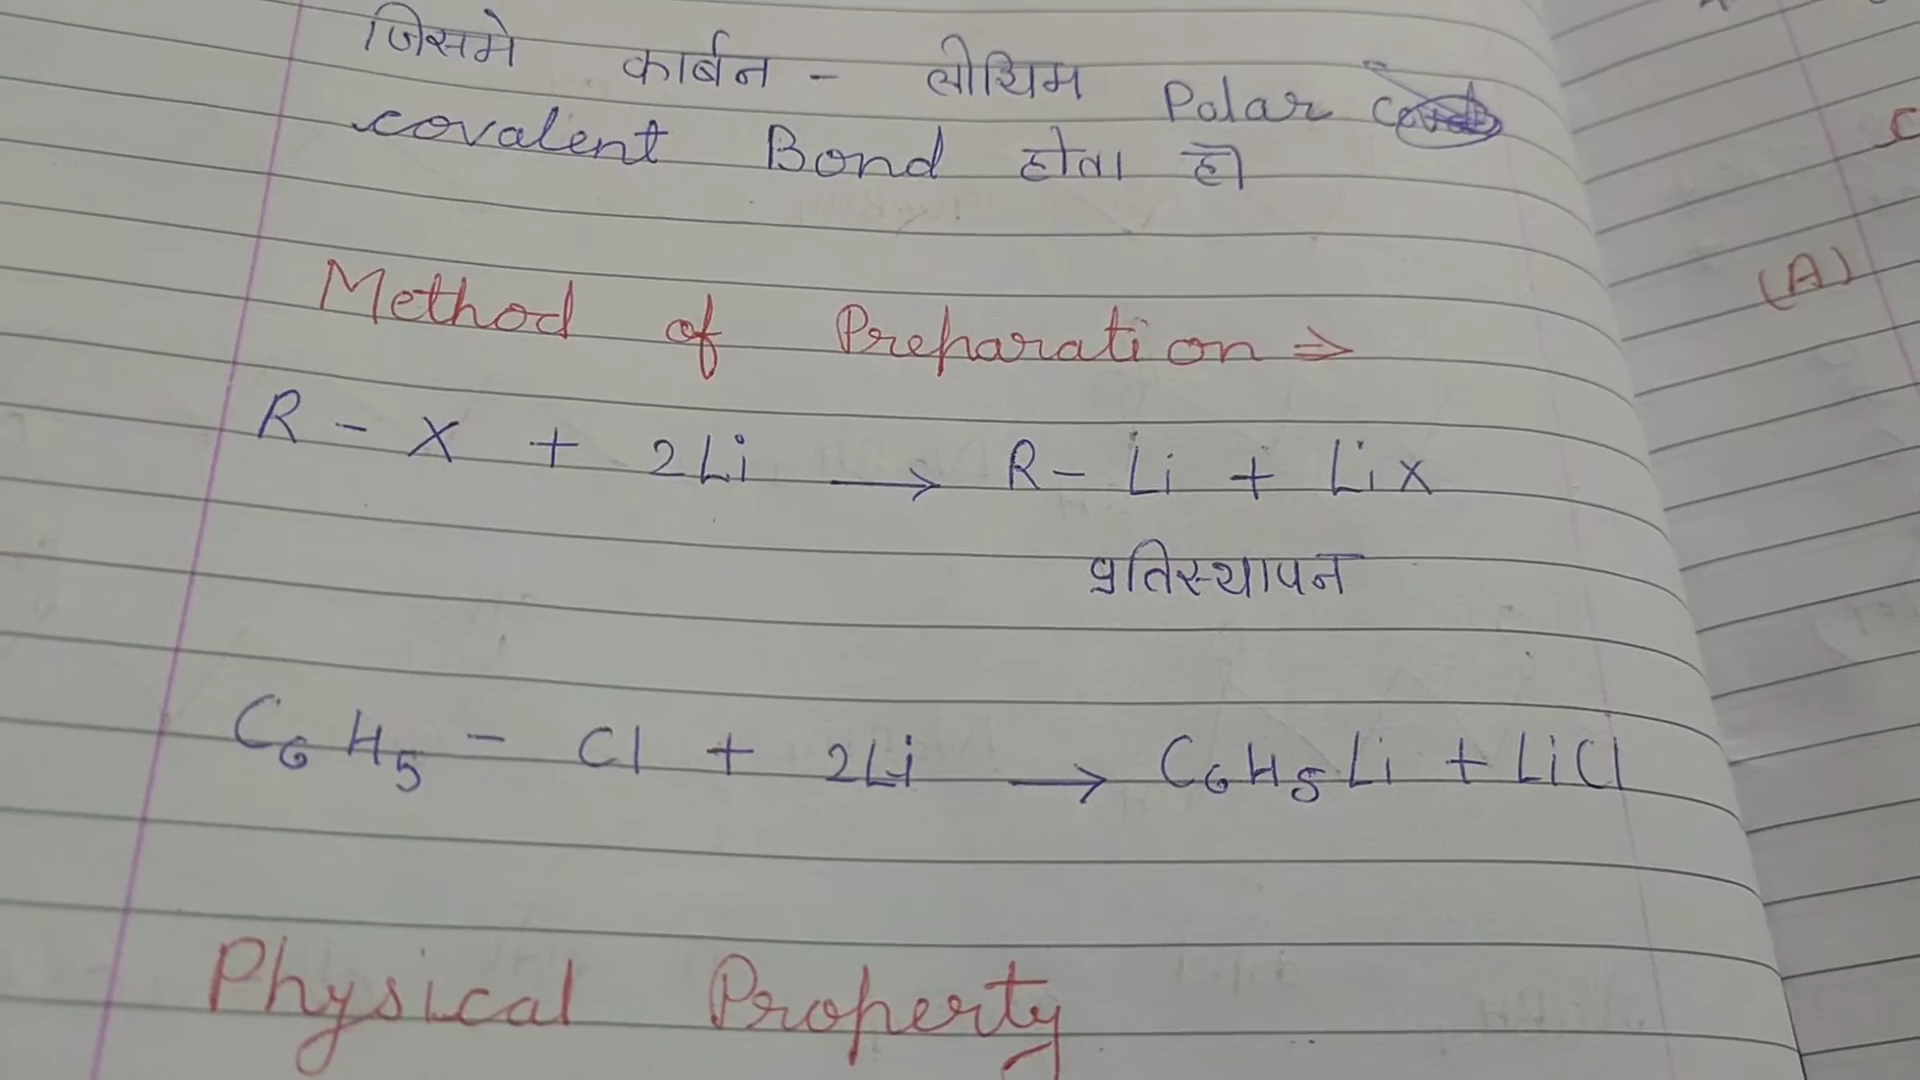 जिसमे कार्बन - लीथिम Polar
covalent Bond होता है।
Method of Preparation ⇒
R - X + 2Li → R - Li + Lix
प्रतिस्थापन
C₆H₅ - Cl + 2Li → C₆H₅Li + LiCl
Physical Property
(A)